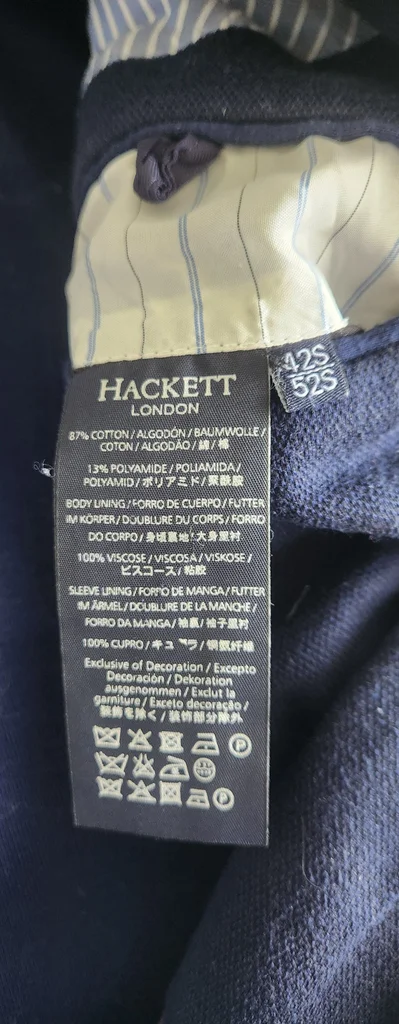 HACKETT
LONDON
42S
52S
87% COTTON / ALGODÓN / BAUMWOLLE /
COTON / ALGODÃO / 綿 / 棉
13% POLYAMIDE / POLIAMIDA /
POLYAMID / ポリアミド / 聚酰胺
BODY LINING / FORRO DE CUERPO / FUTTER
IM KÖRPER / DOUBLURE DU CORPS / FORRO
DO CORPO / 身頃裏地 / 大身里衬
100% VISCOSE / VISCOSA / VISKOSE /
ビスコース / 粘胶
SLEEVE LINING / FORRO DE MANGA / FUTTER
IM ÄRMEL / DOUBLURE DE LA MANCHE /
FORRO DA MANGA / 袖裏 / 袖子里衬
100% CUPRO / キュプラ / 铜氨纤维
Exclusive of Decoration / Excepto
Decoración / Dekoration
ausgenommen / Exclut la
garniture / Exceto decoração /
装飾を除く / 装饰部分除外
P